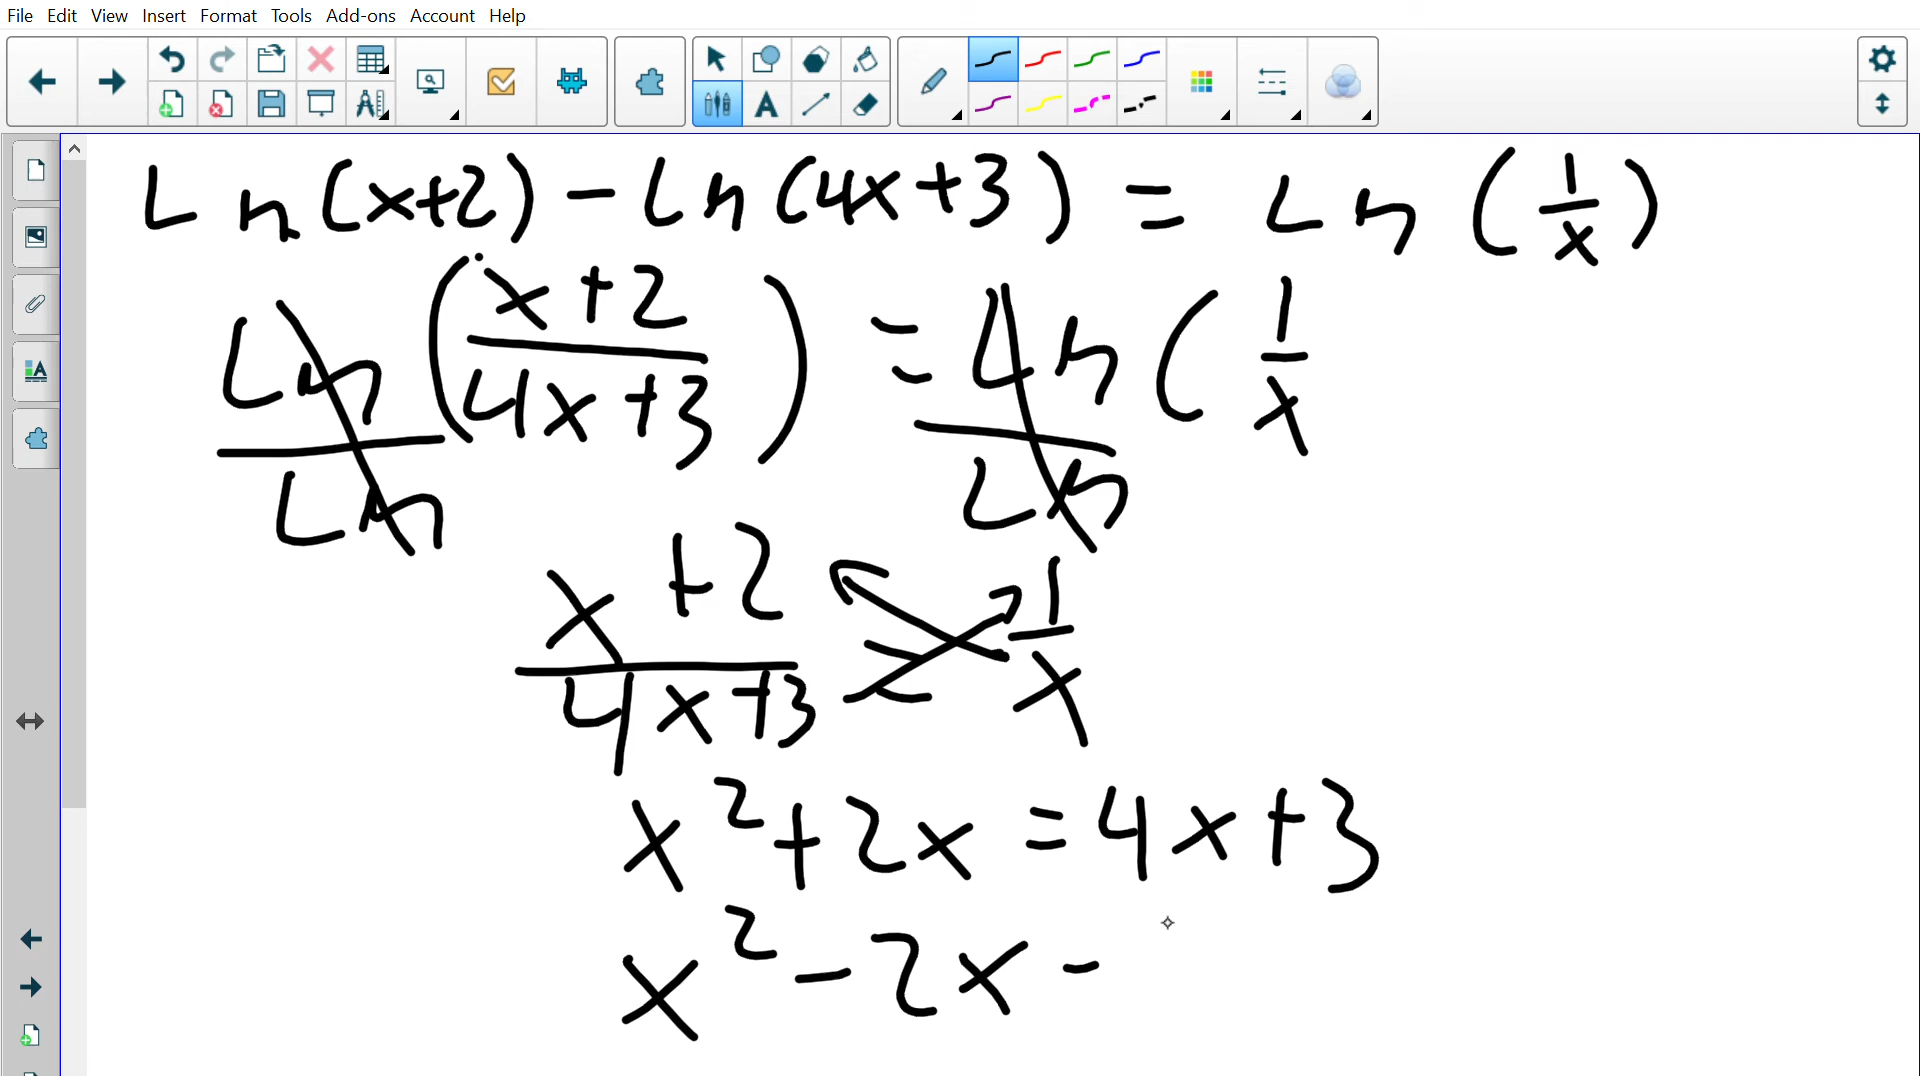 File Edit View Insert Format Tools Add-ons Account Help
Ln(x+2) - Ln(4x+3) = Ln(1/x)
Ln/Ln (x+2/4x+3) = Ln/Ln (1/x
x+2/4x+3 = 1/x
x²+2x = 4x+3
x²-2x-